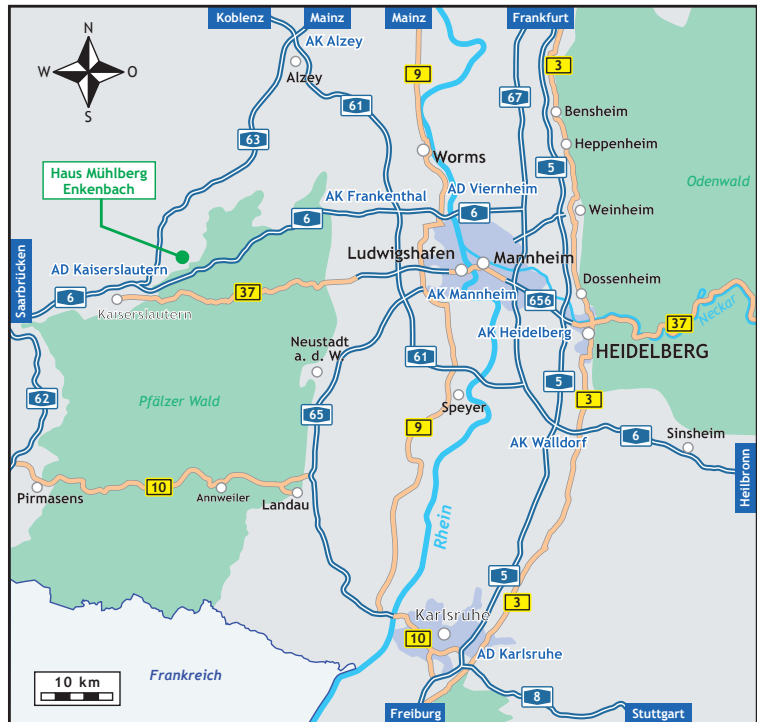 Koblenz
Mainz
Mainz
Frankfurt
N
W
O
S
AK Alzey
Alzey
9
3
67
61
63
Bensheim
Heppenheim
5
Worms
Haus Mühlberg
Enkenbach
AK Frankenthal
AD Viernheim
Odenwald
6
6
Weinheim
Saarbrücken
AD Kaiserslautern
Ludwigshafen
Mannheim
Dossenheim
6
37
Kaiserslautern
AK Mannheim
656
Neckar
37
AK Heidelberg
HEIDELBERG
Neustadt
a. d. W.
61
5
62
Pfälzer Wald
65
Speyer
3
9
AK Walldorf
6
Sinsheim
Heilbronn
10
Pirmasens
Annweiler
Landau
Rhein
5
3
Karlsruhe
10
AD Karlsruhe
Frankreich
10 km
8
Freiburg
Stuttgart